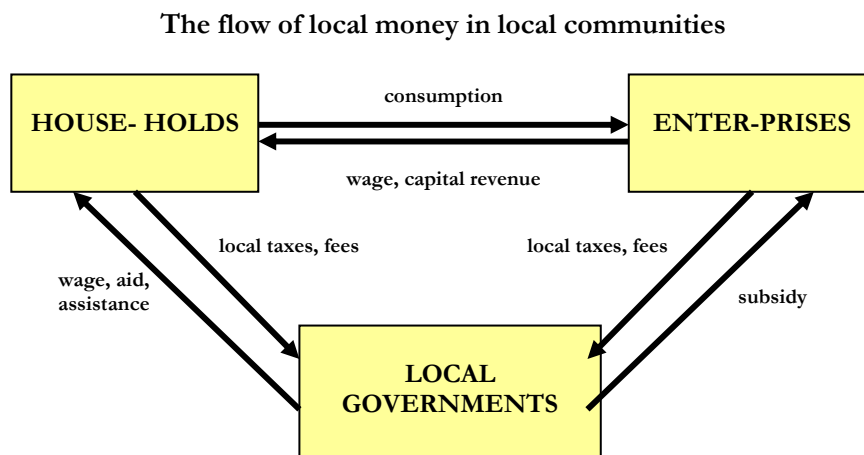 The flow of local money in local communities
consumption
HOUSE- HOLDS
ENTER-PRISES
wage, capital revenue
local taxes, fees
local taxes, fees
wage, aid,
assistance
subsidy
LOCAL
GOVERNMENTS